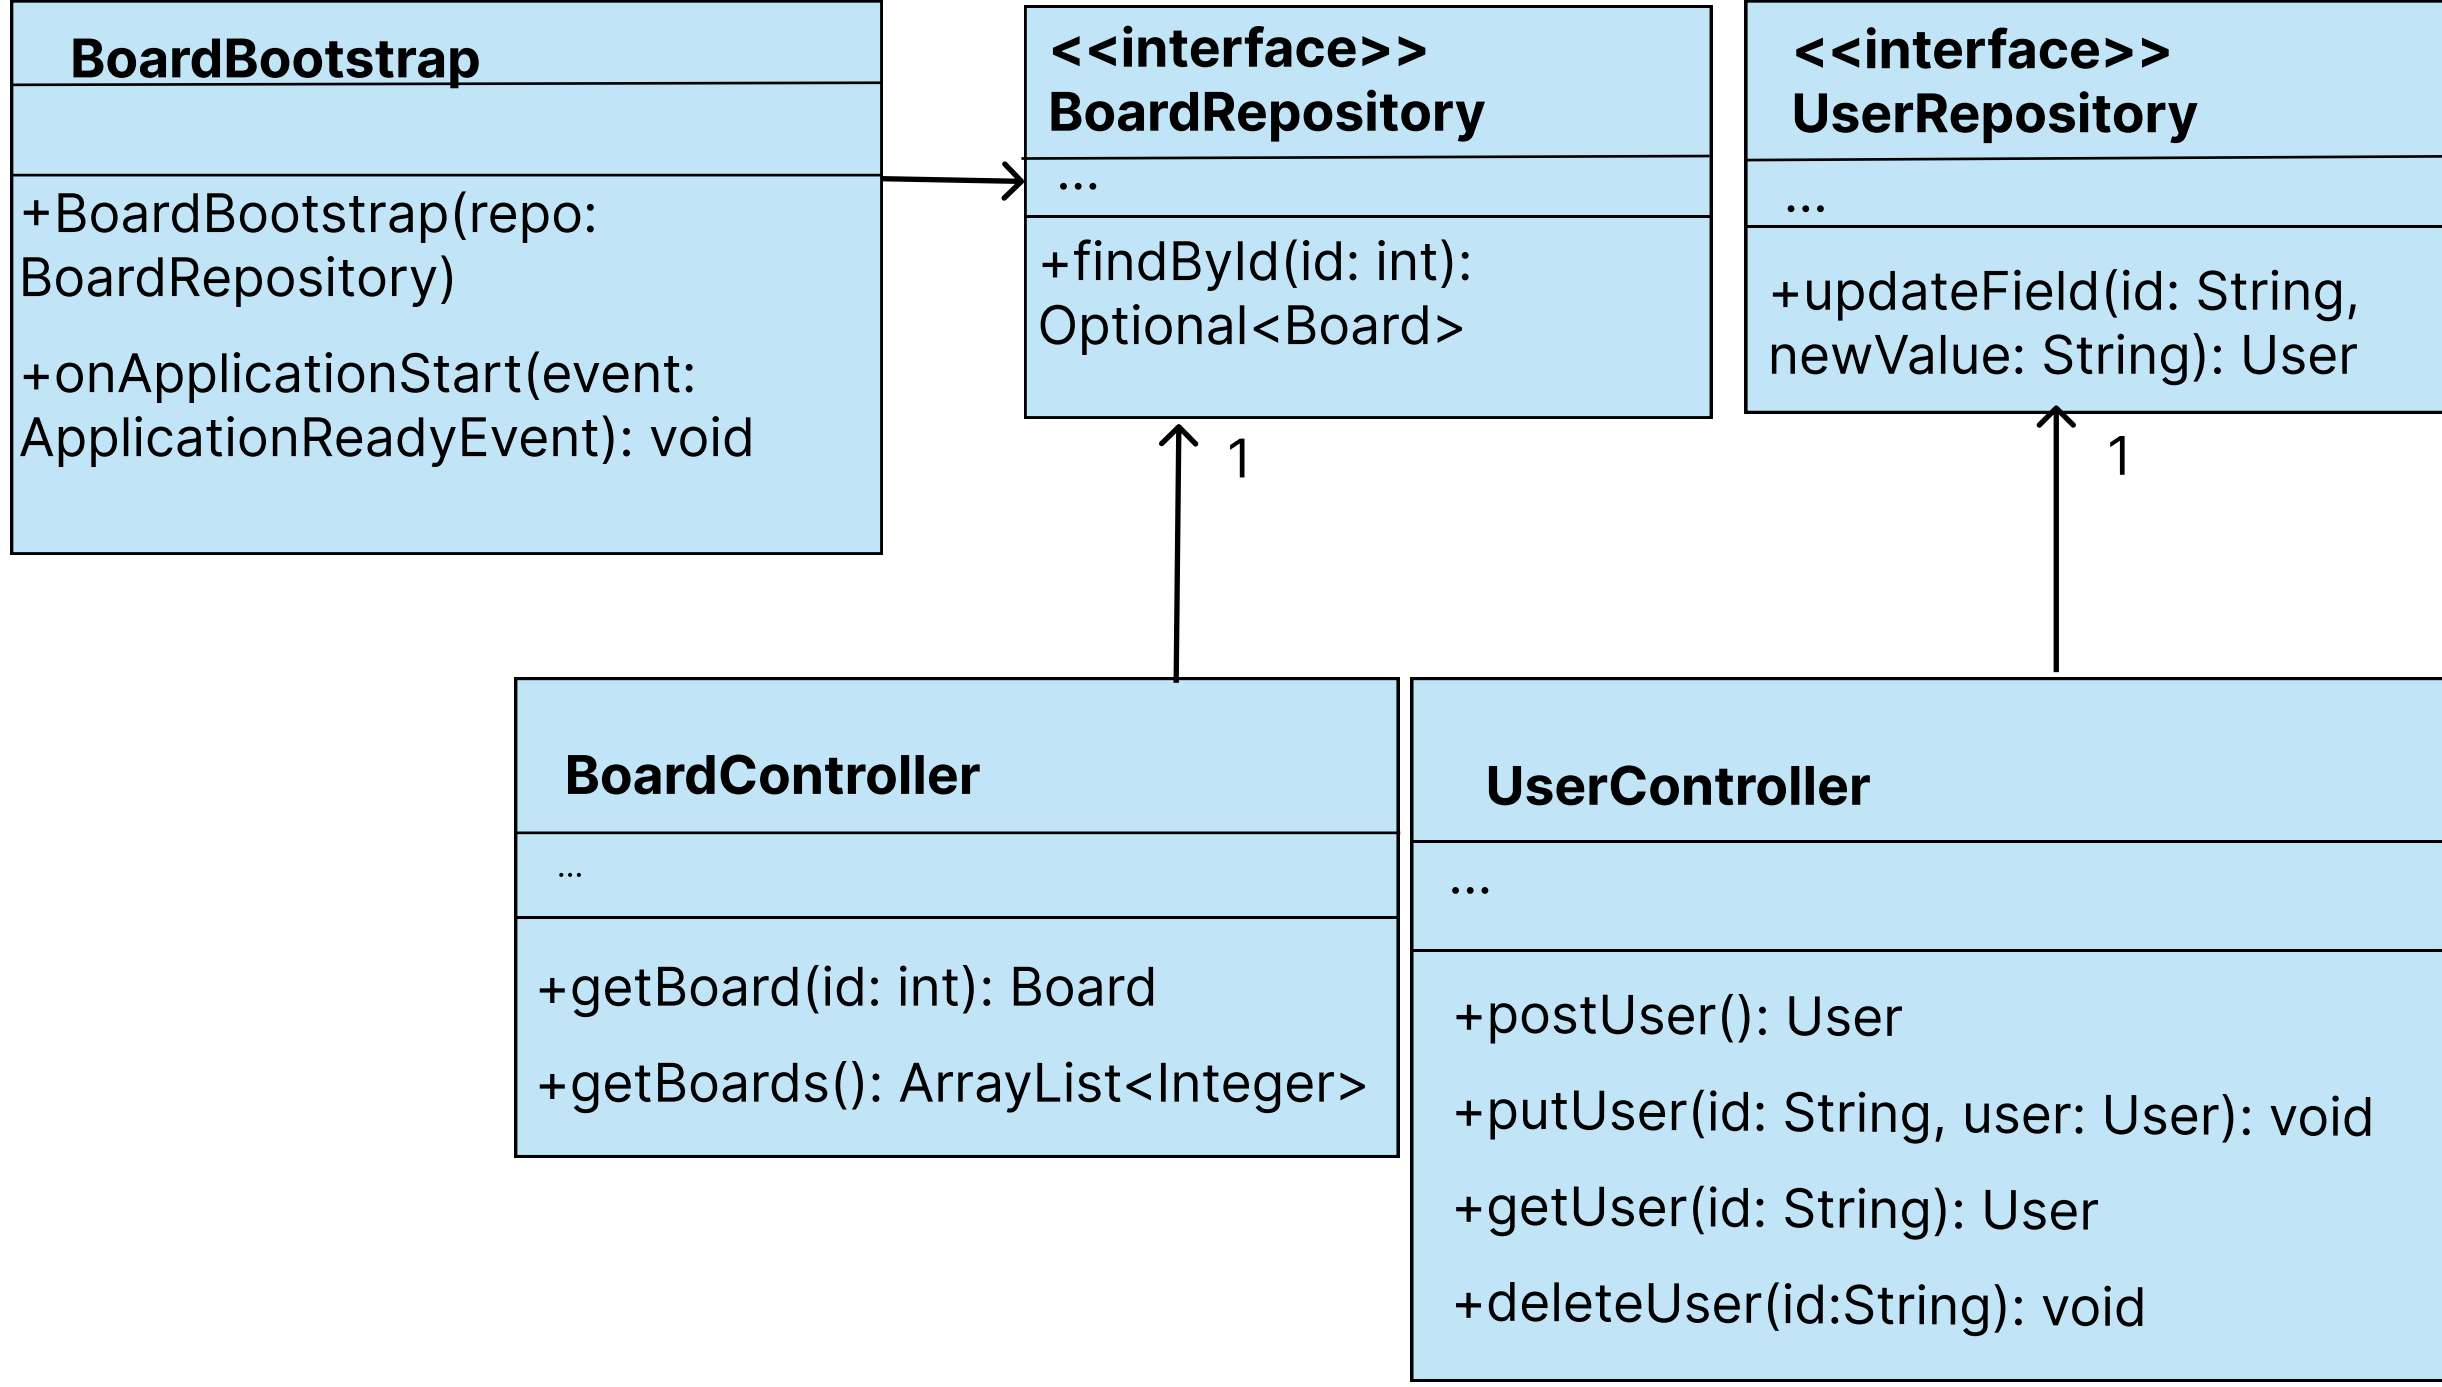 BoardBootstrap
+BoardBootstrap(repo:
BoardRepository)
+onApplicationStart(event:
ApplicationReadyEvent): void
<<interface>>
BoardRepository
...
+findById(id: int):
Optional<Board>
1
<<interface>>
UserRepository
...
+updateField(id: String,
newValue: String): User
1
BoardController
...
+getBoard(id: int): Board
+getBoards(): ArrayList<Integer>
UserController
...
+postUser(): User
+putUser(id: String, user: User): void
+getUser(id: String): User
+deleteUser(id:String): void